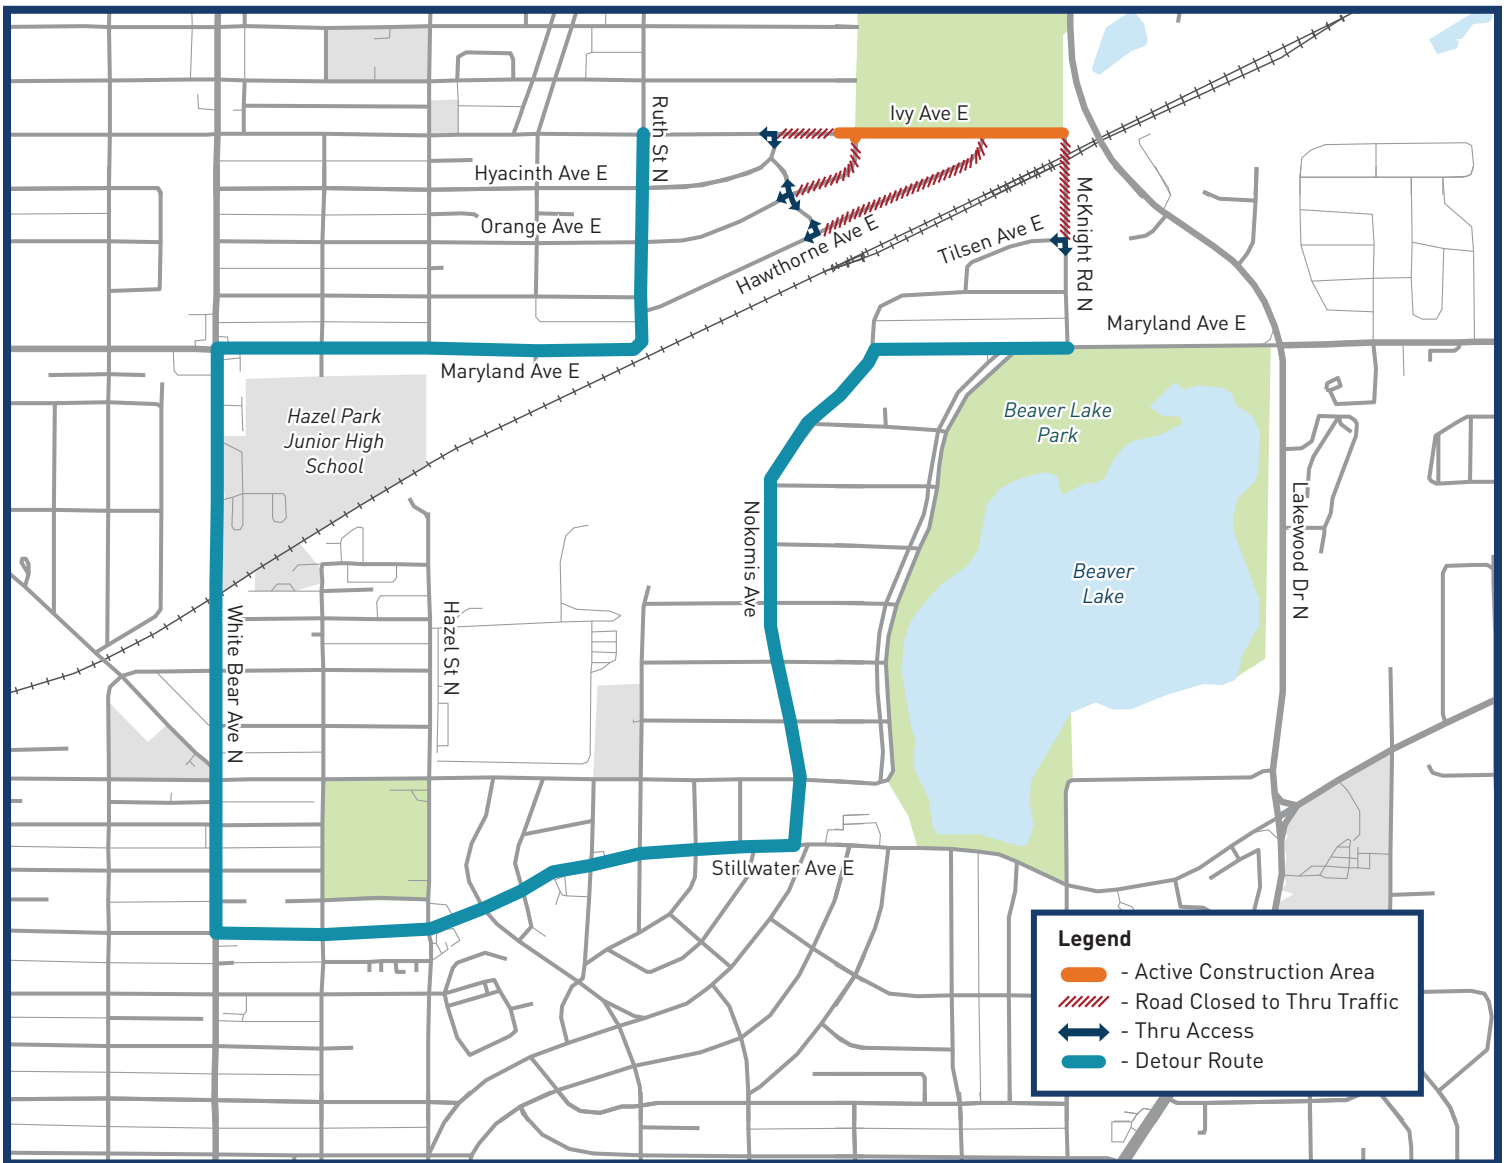 Ivy Ave E
Ruth St N
Hyacinth Ave E
Orange Ave E
Hawthorne Ave E
Tilsen Ave E
McKnight Rd N
Maryland Ave E
Maryland Ave E
Hazel Park
Junior High
School
Beaver Lake
Park
Nokomis Ave
Lakewood Dr N
Beaver
Lake
White Bear Ave N
Hazel St N
Stillwater Ave E
Legend
- Active Construction Area
- Road Closed to Thru Traffic
- Thru Access
- Detour Route